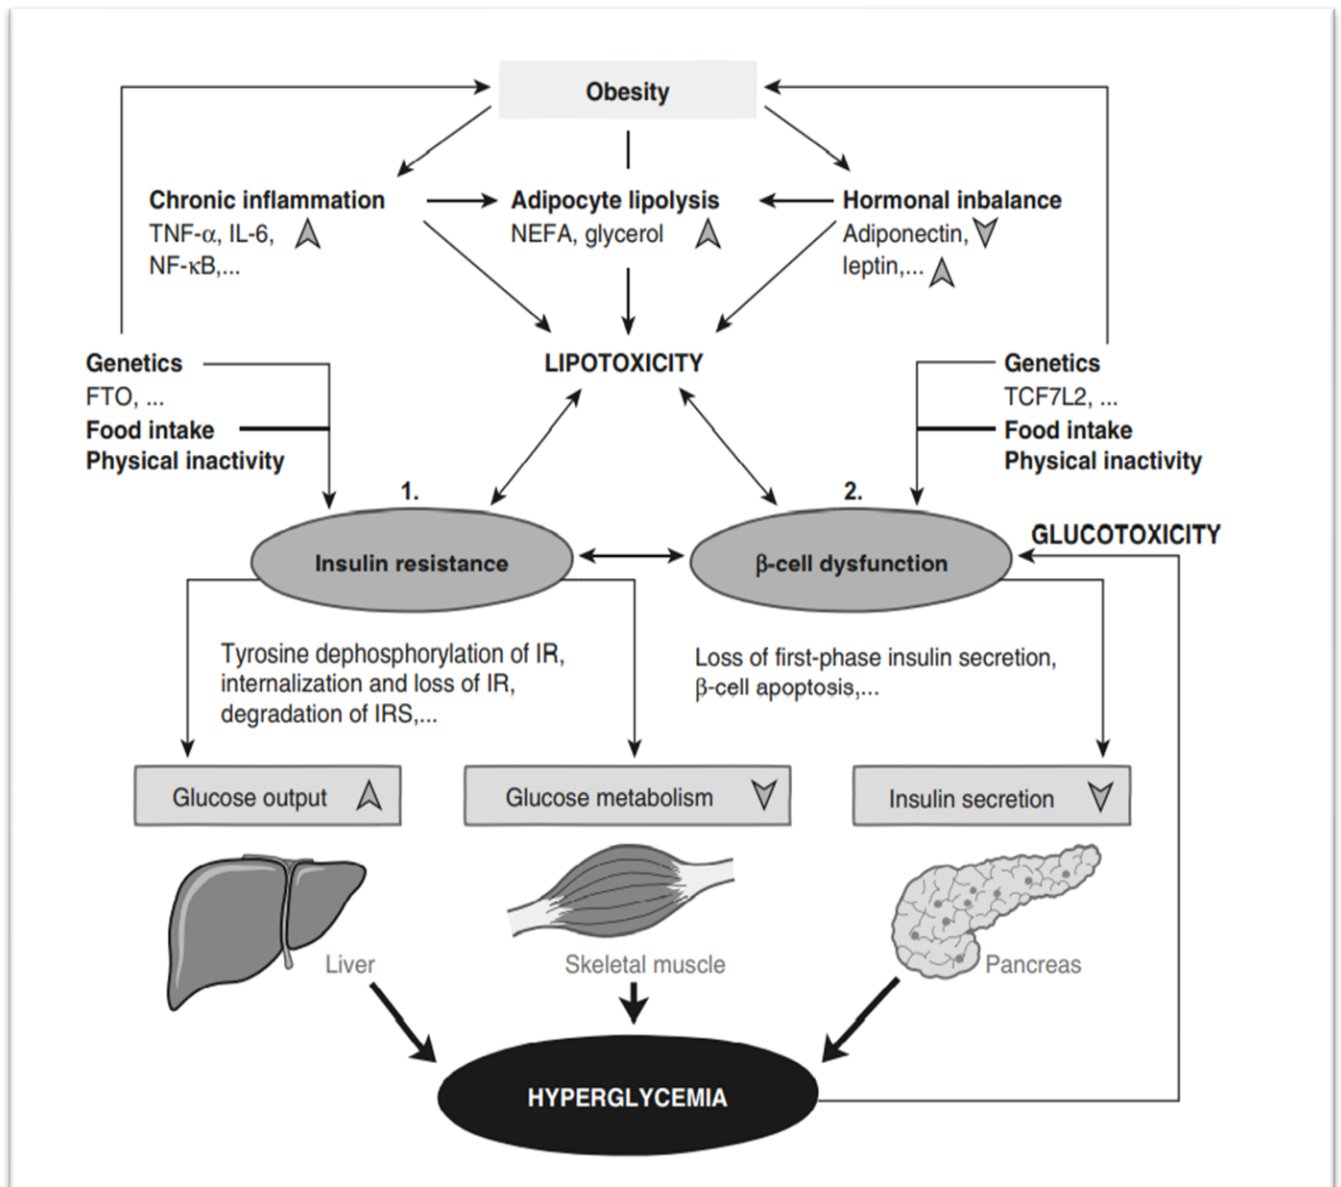 Obesity
Chronic inflammation
TNF-α, IL-6,
NF-κB,...
Adipocyte lipolysis
NEFA, glycerol
Hormonal inbalance
Adiponectin,
leptin,...
LIPOTOXICITY
Genetics
FTO, ...
Food intake
Physical inactivity
Genetics
TCF7L2, ...
Food intake
Physical inactivity
1.
Insulin resistance
2.
β-cell dysfunction
GLUCOTOXICITY
Tyrosine dephosphorylation of IR,
internalization and loss of IR,
degradation of IRS,...
Loss of first-phase insulin secretion,
β-cell apoptosis,...
Glucose output
Glucose metabolism
Insulin secretion
Liver
Skeletal muscle
Pancreas
HYPERGLYCEMIA